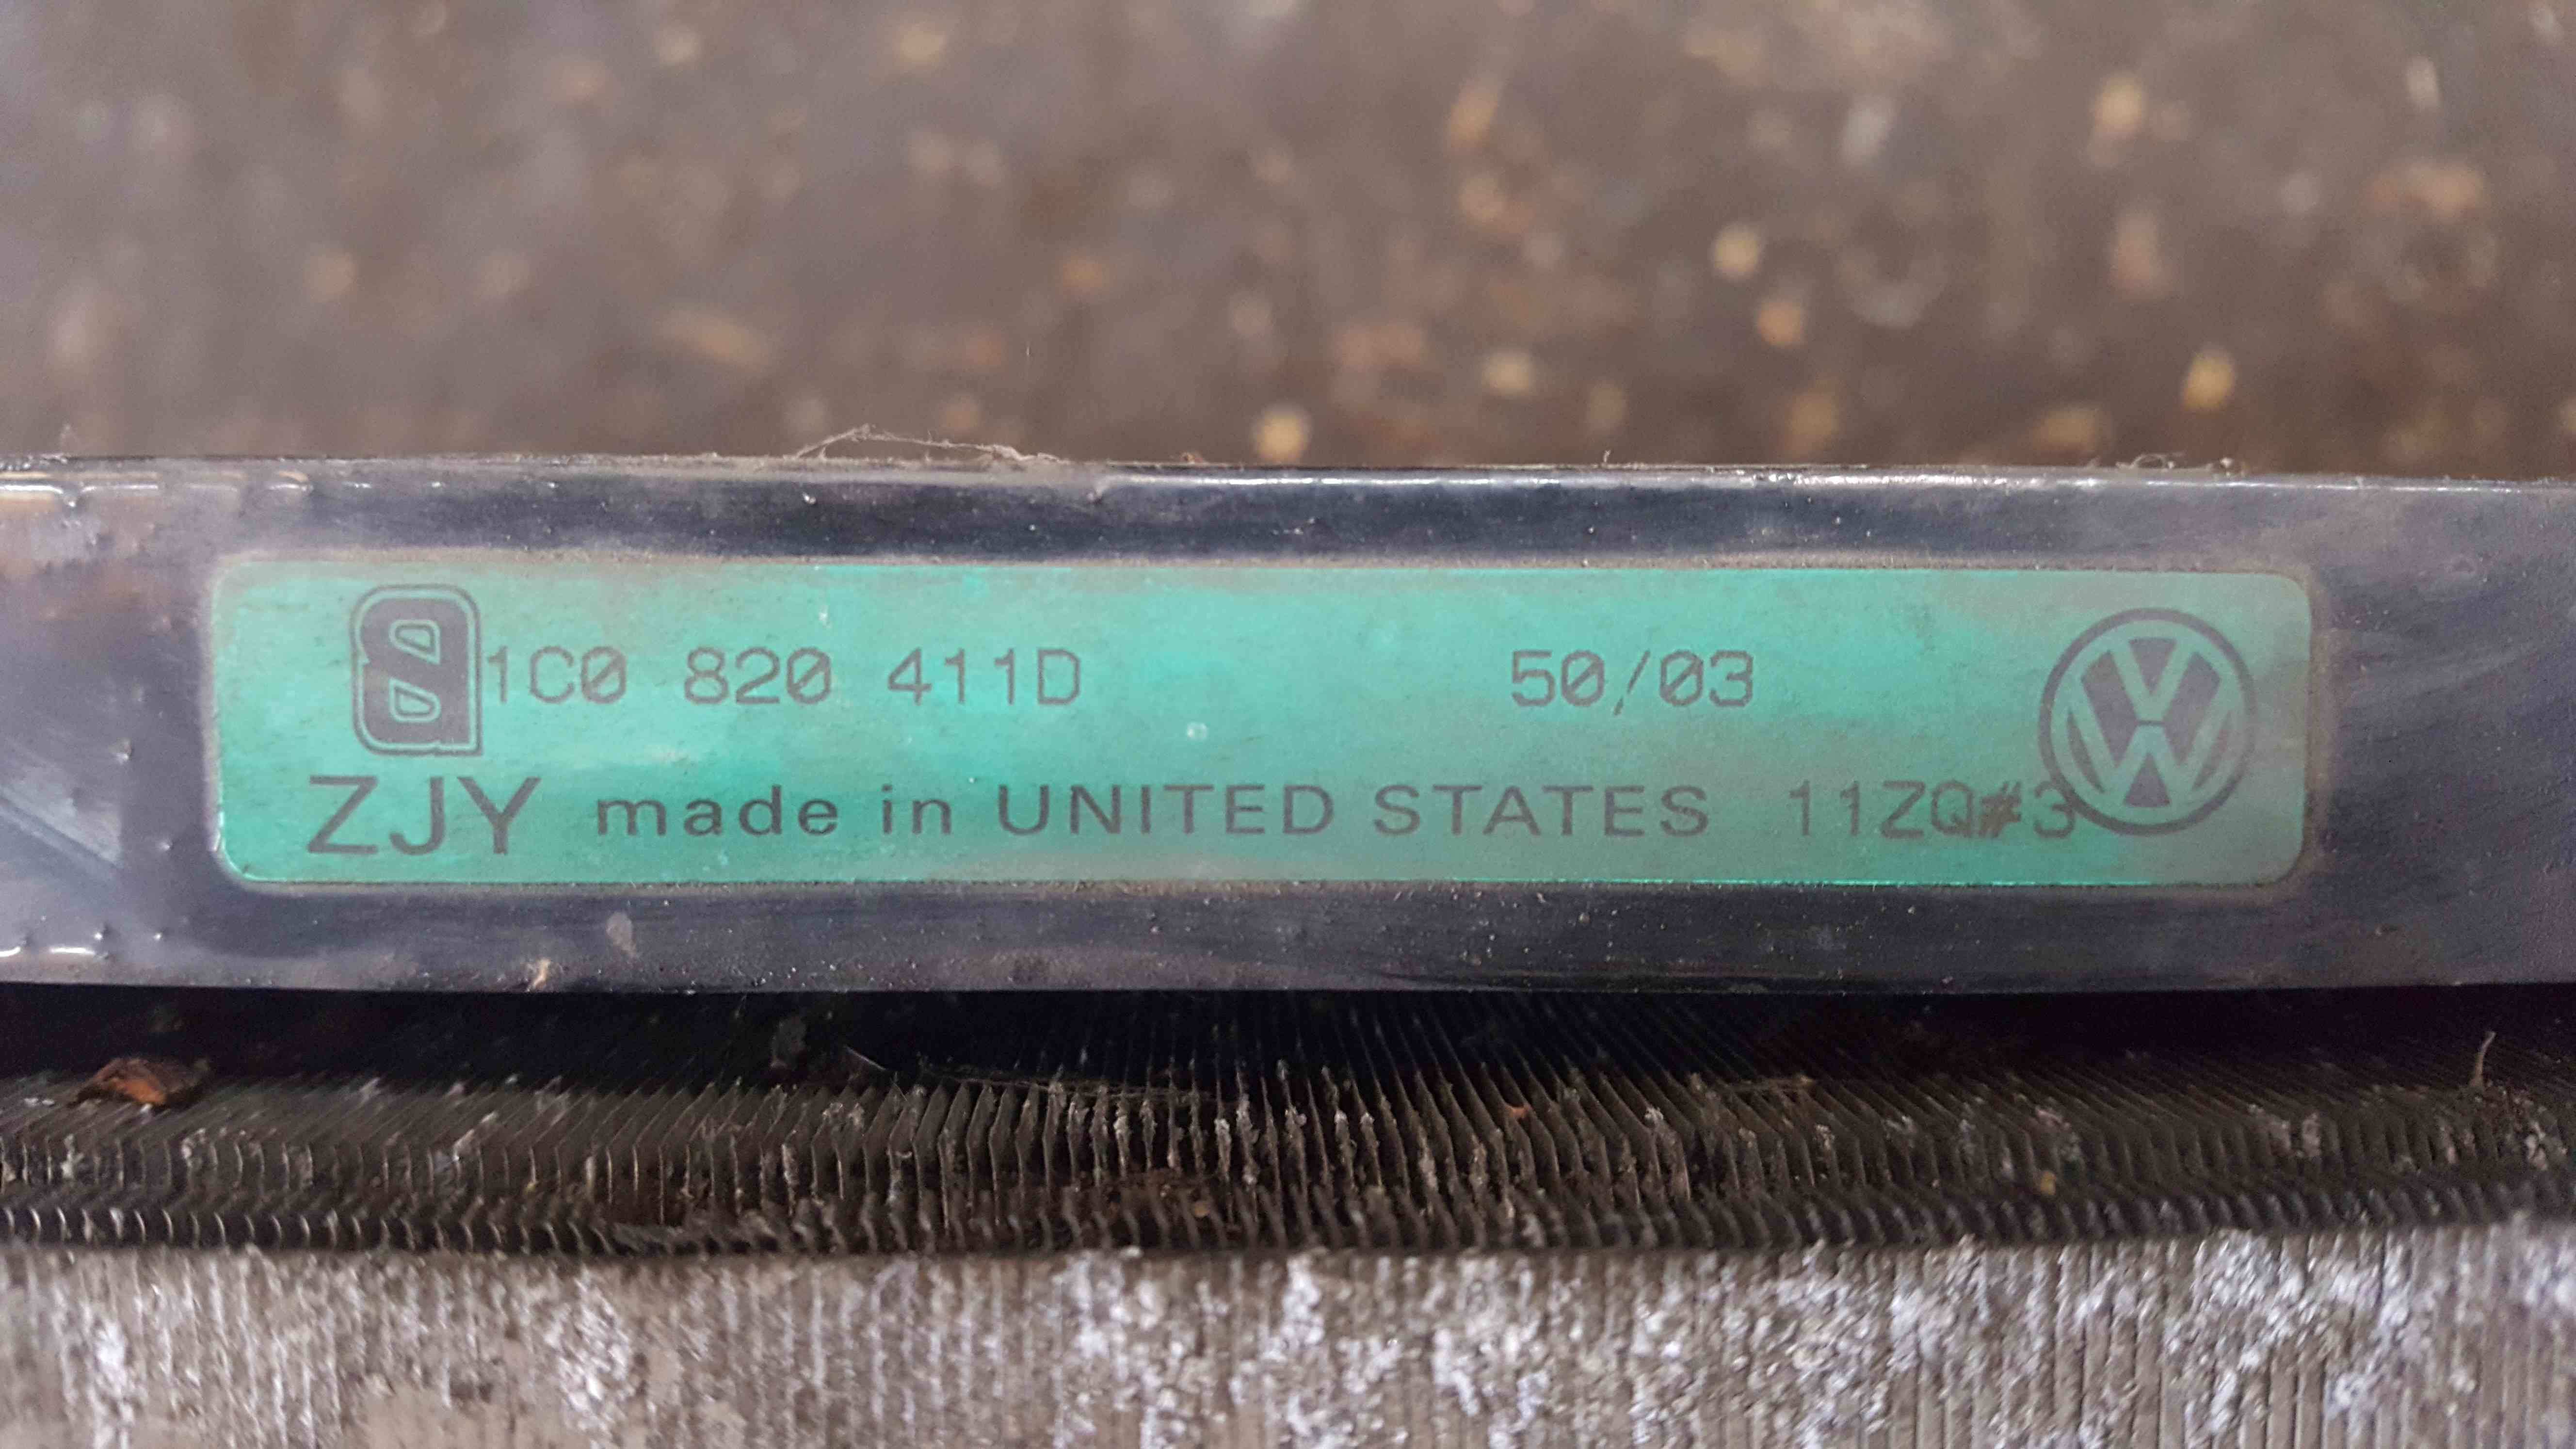 1C0 820 411D 50/03
ZJY made in UNITED STATES 11ZQ#3